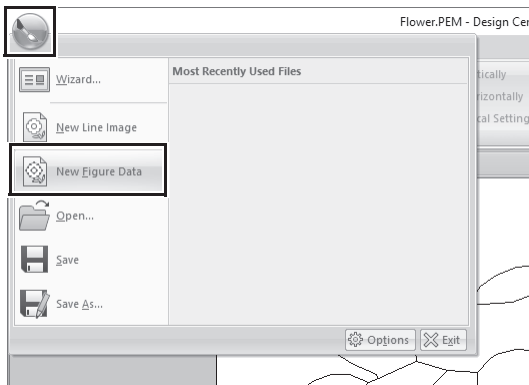 Flower.PEM - Design Cen
Most Recently Used Files
Wizard...
New Line Image
New Figure Data
Open...
Save
Save As...
tically
rizontally
cal Setting
Options
Exit